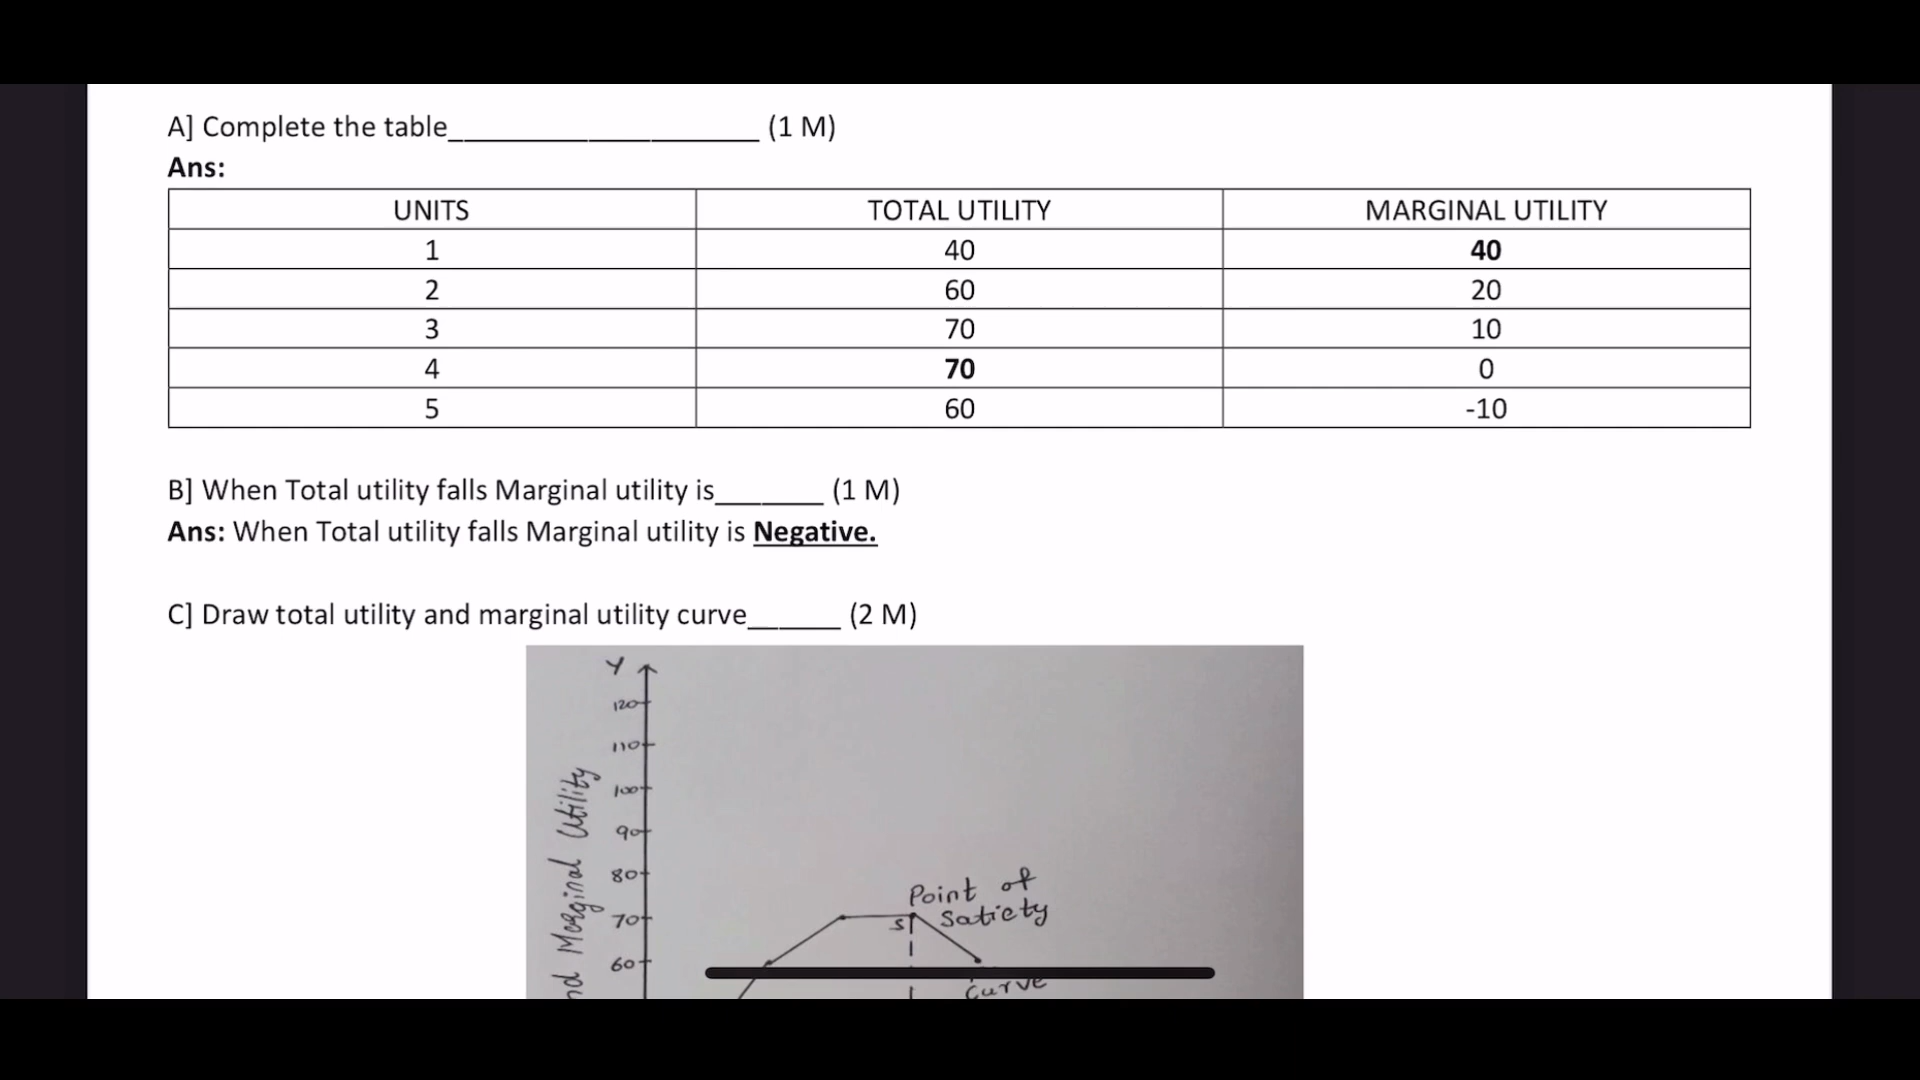 A] Complete the table____________________ (1 M)
Ans:
UNITS TOTAL UTILITY MARGINAL UTILITY
1 40 40
2 60 20
3 70 10
4 70 0
5 60 -10
B] When Total utility falls Marginal utility is_______ (1 M)
Ans: When Total utility falls Marginal utility is Negative.
C] Draw total utility and marginal utility curve______ (2 M)
Y
120
110
100
90
80
70
60
Marginal Utility
Point of
Satiety
S
Curve